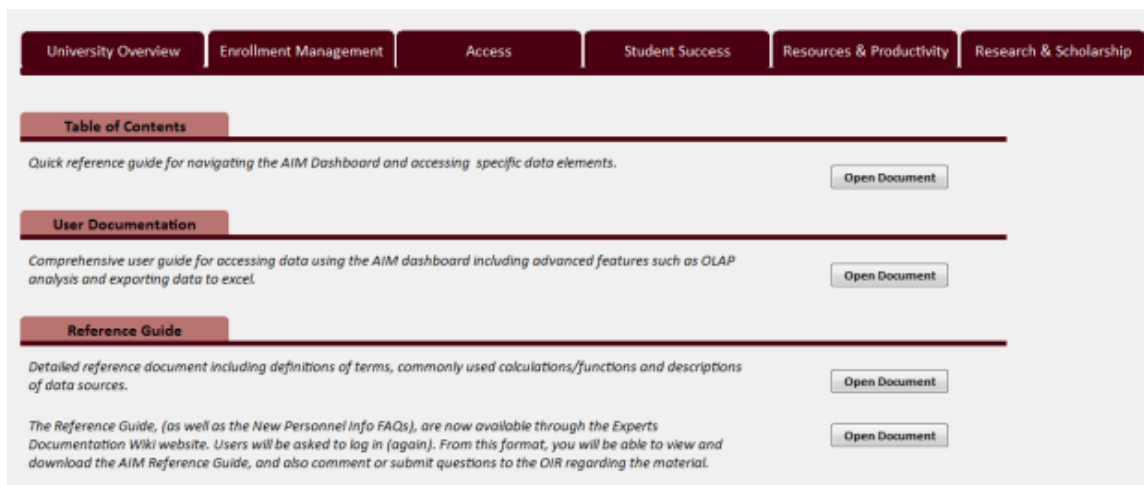 University Overview
Enrollment Management
Access
Student Success
Resources & Productivity
Research & Scholarship
Table of Contents
Quick reference guide for navigating the AIM Dashboard and accessing specific data elements.
Open Document
User Documentation
Comprehensive user guide for accessing data using the AIM dashboard including advanced features such as OLAP
analysis and exporting data to excel.
Open Document
Reference Guide
Detailed reference document including definitions of terms, commonly used calculations/functions and descriptions
of data sources.
Open Document
The Reference Guide, (as well as the New Personnel Info FAQs), are now available through the Experts
Documentation Wiki website. Users will be asked to log in (again). From this format, you will be able to view and
download the AIM Reference Guide, and also comment or submit questions to the OIR regarding the material.
Open Document